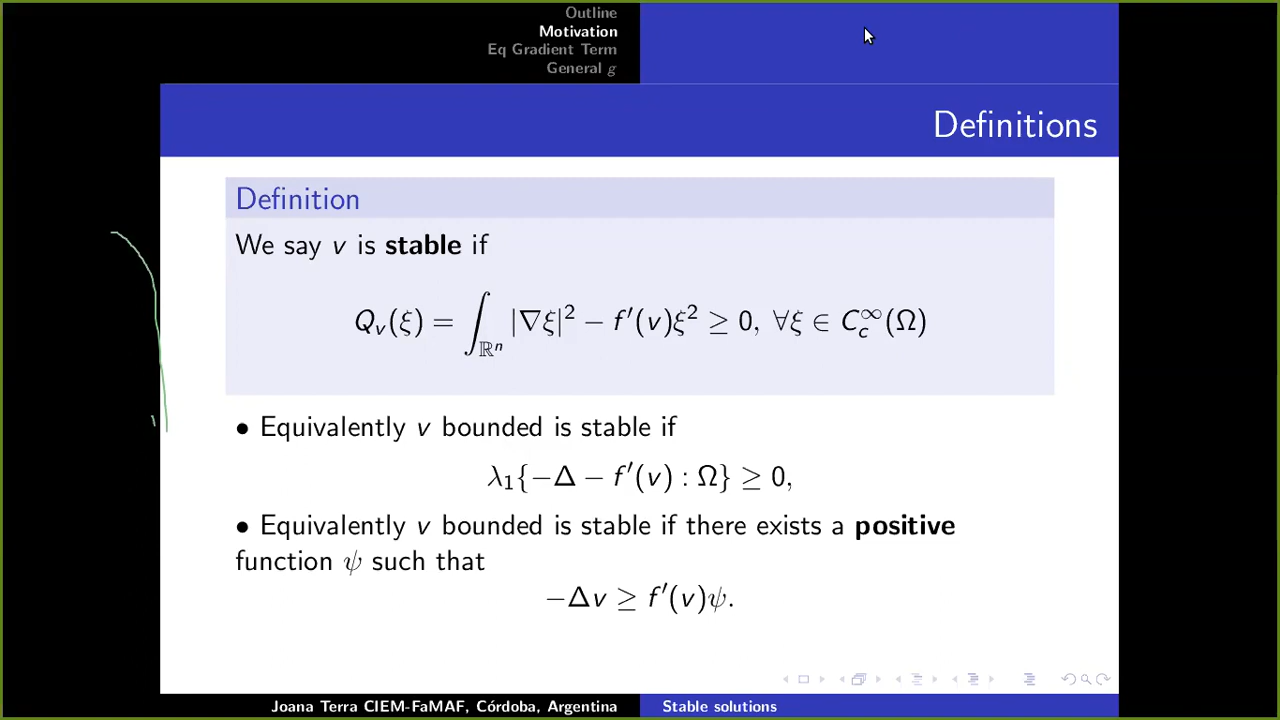 Outline
Motivation
Eq Gradient Term
General g
Definitions
Definition
We say v is stable if
Qᵥ(ξ) = ∫_ℝⁿ |∇ξ|² − f′(v)ξ² ≥ 0, ∀ξ ∈ C_c^∞(Ω)
• Equivalently v bounded is stable if
λ₁{−Δ − f′(v) : Ω} ≥ 0,
• Equivalently v bounded is stable if there exists a positive
function ψ such that
−Δv ≥ f′(v)ψ.
Joana Terra CIEM-FaMAF, Córdoba, Argentina
Stable solutions